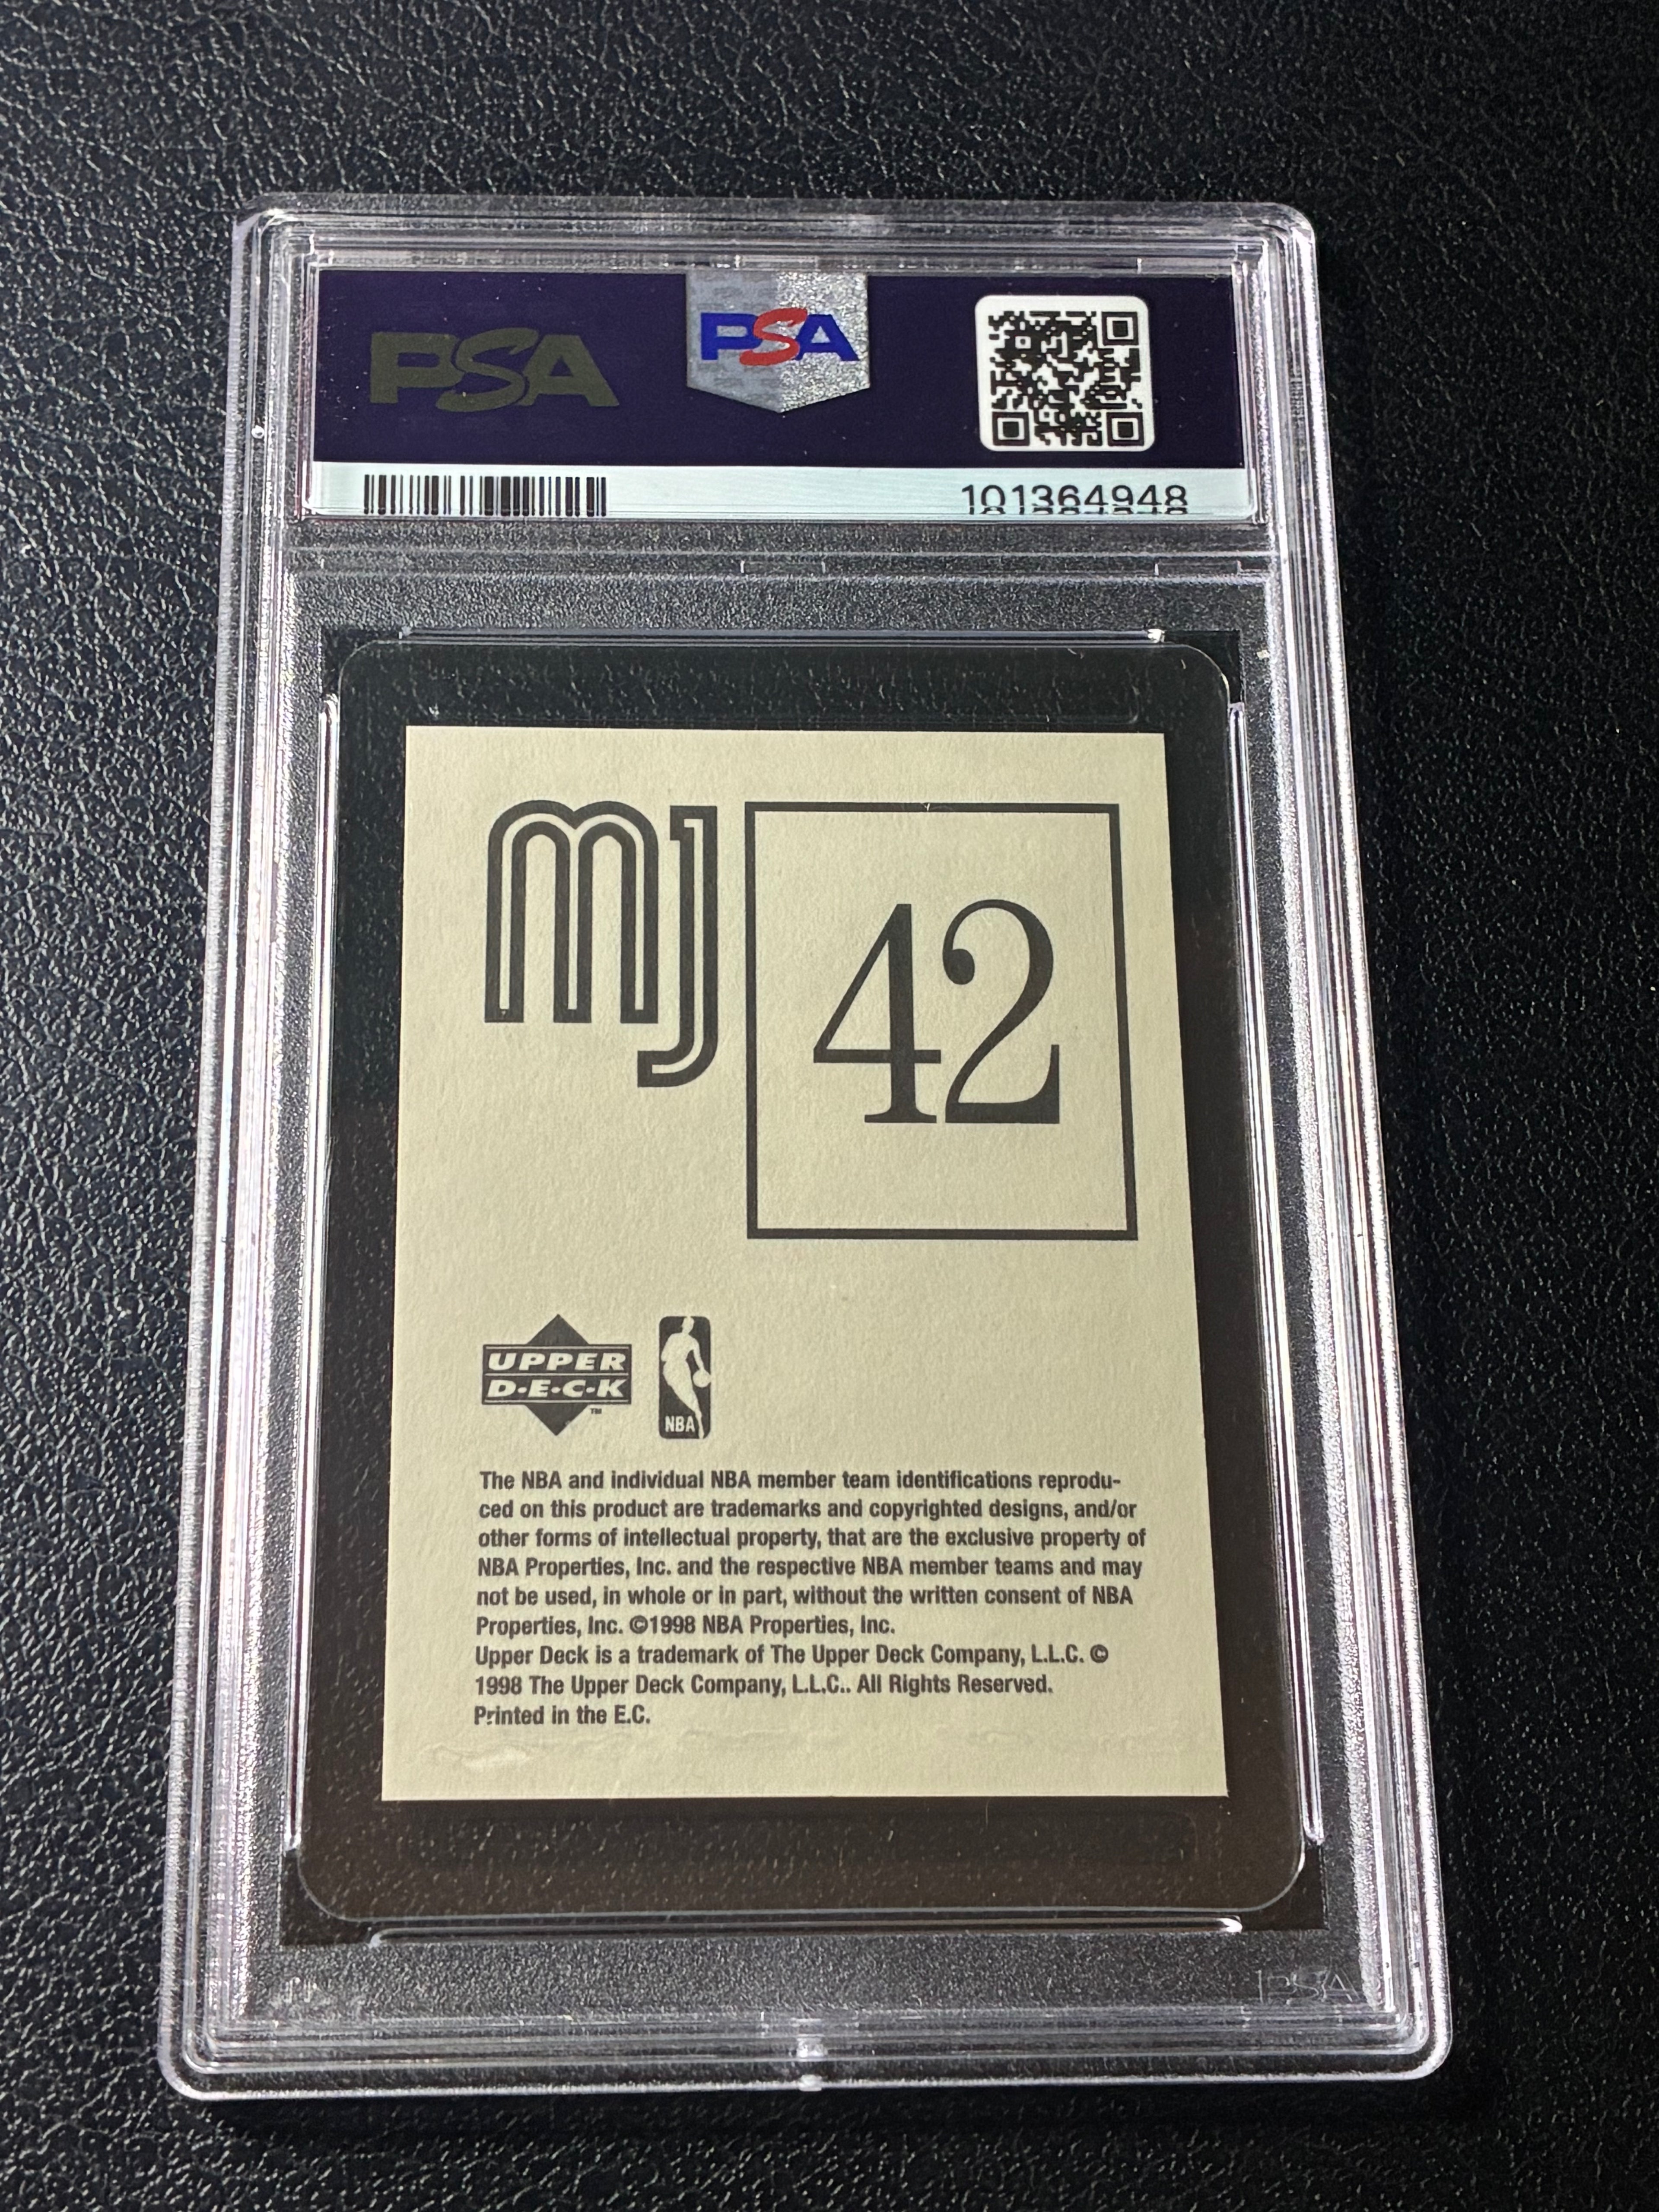 PSA
PSA
101364948
mJ
42
UPPER
D·E·C·K
™
NBA
The NBA and individual NBA member team identifications reprodu-
ced on this product are trademarks and copyrighted designs, and/or
other forms of intellectual property, that are the exclusive property of
NBA Properties, Inc. and the respective NBA member teams and may
not be used, in whole or in part, without the written consent of NBA
Properties, Inc. ©1998 NBA Properties, Inc.
Upper Deck is a trademark of The Upper Deck Company, L.L.C. ©
1998 The Upper Deck Company, L.L.C.. All Rights Reserved.
Printed in the E.C.
PSA